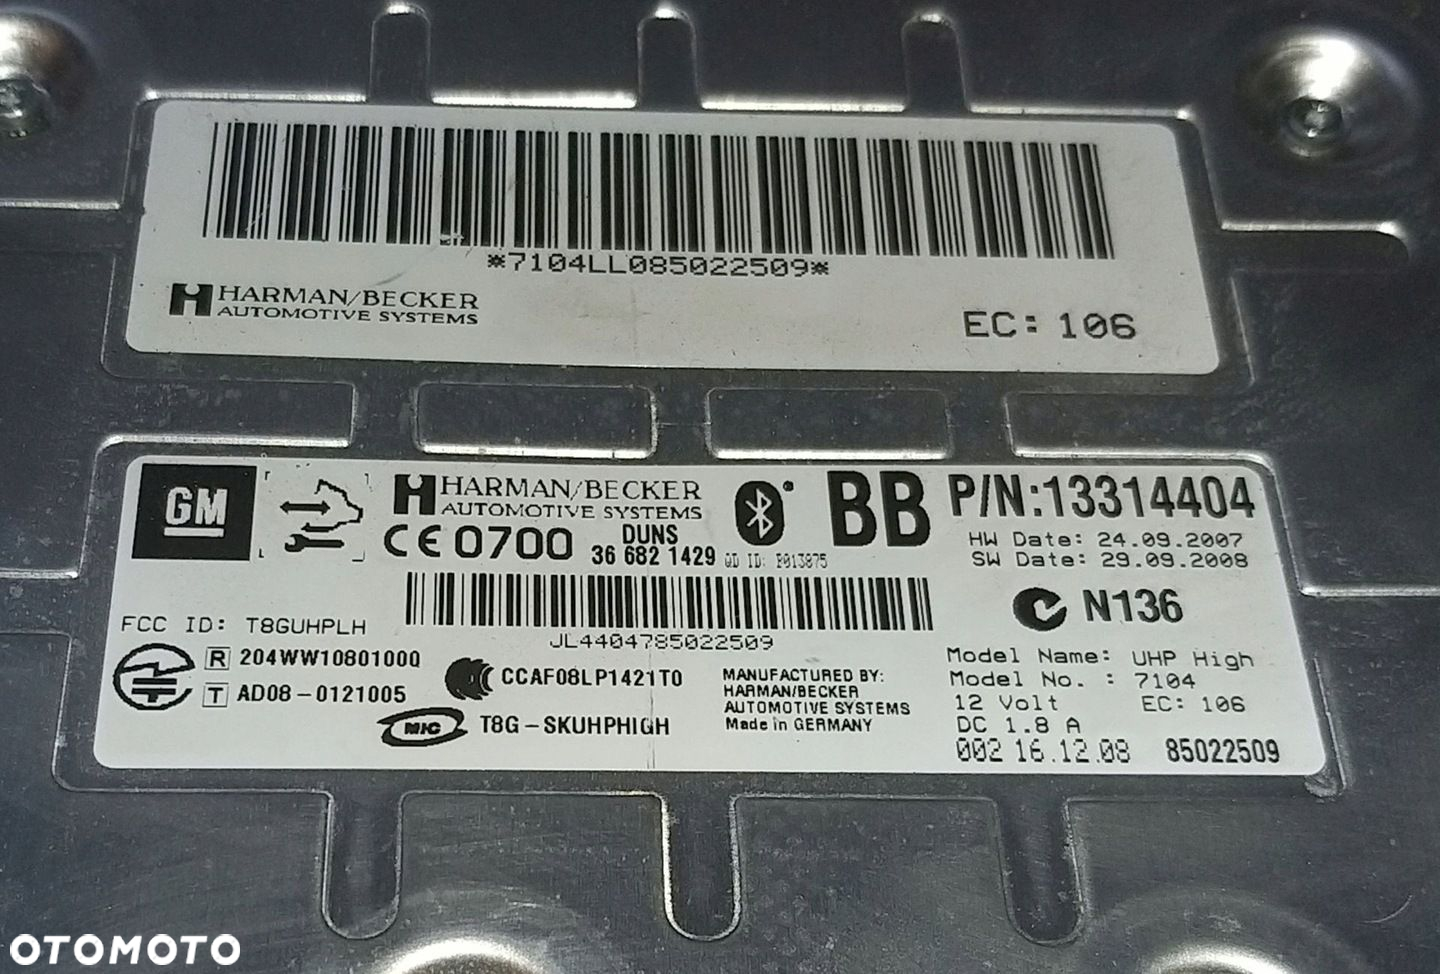 *7104LL085022509*
HARMAN/BECKER
AUTOMOTIVE SYSTEMS
EC: 106
GM
HARMAN/BECKER
AUTOMOTIVE SYSTEMS
CE 0700
DUNS
36 682 1429
QD ID: B013875
BB
P/N:13314404
HW Date: 24.09.2007
SW Date: 29.09.2008
N136
JL4404785022509
FCC ID: T8GUHPLH
R 204WW10801000
T AD08-0121005
CCAF08LP1421T0
MIC T8G-SKUHPHIGH
MANUFACTURED BY:
HARMAN/BECKER
AUTOMOTIVE SYSTEMS
Made in GERMANY
Model Name: UHP High
Model No. : 7104
12 Volt EC: 106
DC 1.8 A
002 16.12.08 85022509
OTOMOTO